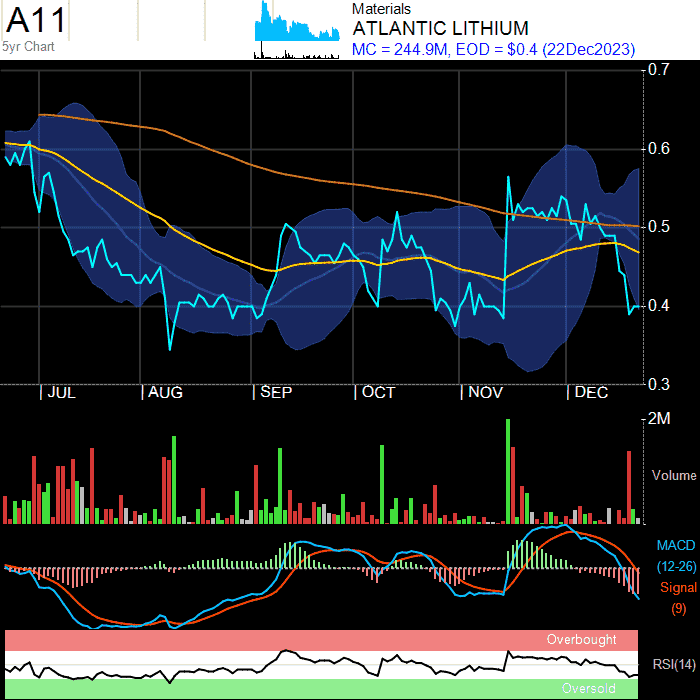 A11
5yr Chart
Materials
ATLANTIC LITHIUM
MC = 244.9M, EOD = $0.4 (22Dec2023)
0.7
0.6
0.5
0.4
0.3
JUL AUG SEP OCT NOV DEC
2M
Volume
MACD
(12-26)
Signal
(9)
Overbought
RSI(14)
Oversold